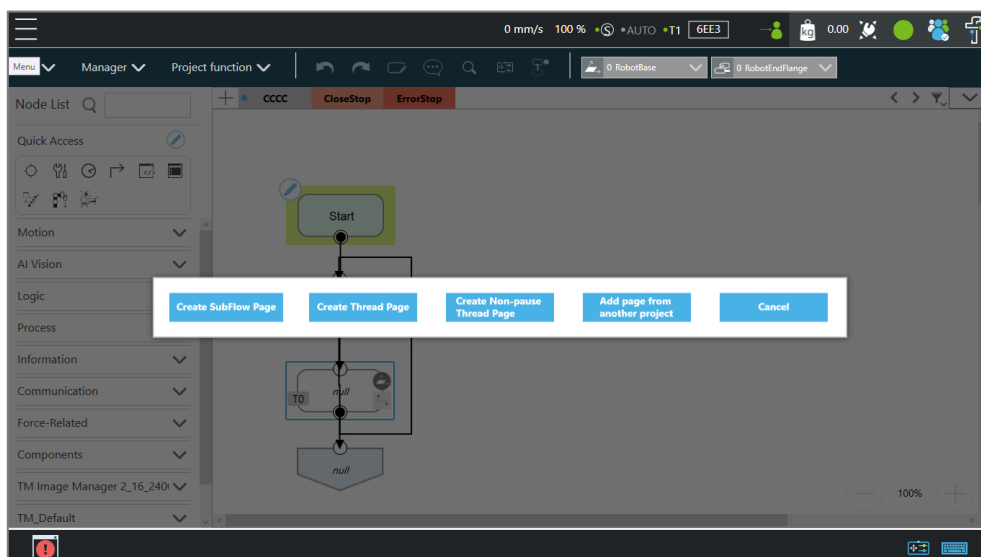 0 mm/s 100 % •Ⓢ •AUTO •T1 6EE3 kg 0.00
Menu Manager Project function 0 RobotBase 0 RobotEndFlange
Node List
CCCC CloseStop ErrorStop
Quick Access
Start
Motion
AI Vision
Logic
Create SubFlow Page
Create Thread Page
Create Non-pause
Thread Page
Add page from
another project
Cancel
Process
Information
Communication
T0 null
Force-Related
Components
null
TM Image Manager 2_16_240
100%
TM_Default